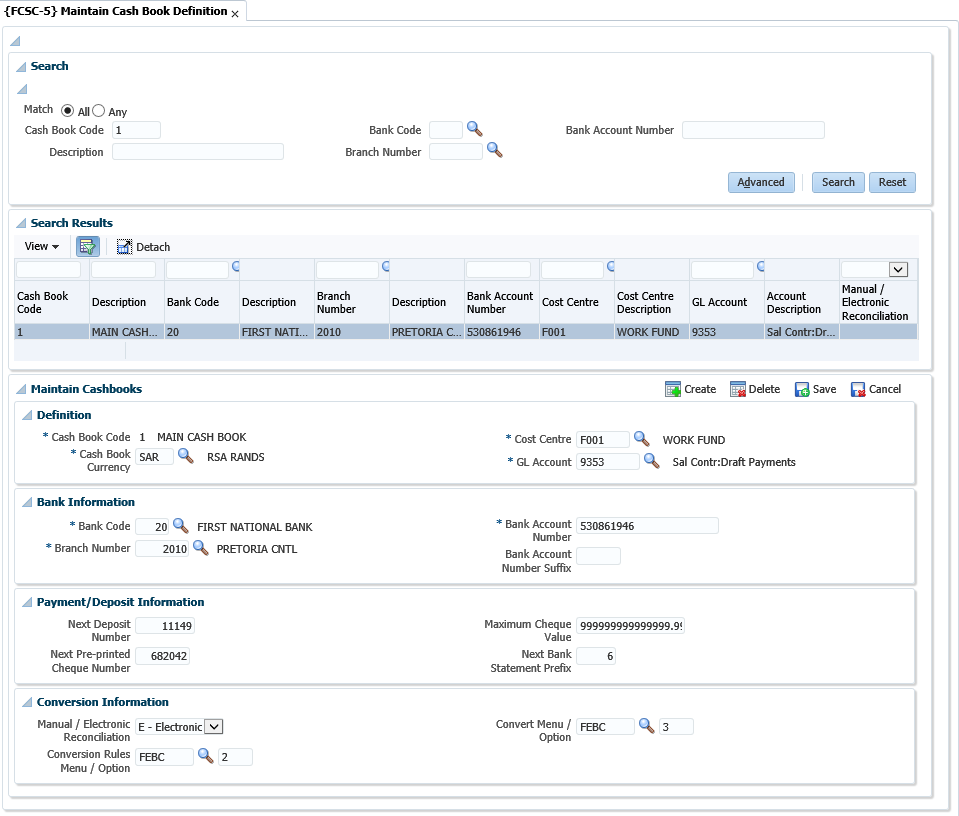 {FCSC-5} Maintain Cash Book Definition
Search
Match All Any
Cash Book Code 1 Bank Code Bank Account Number
Description Branch Number
Advanced Search Reset
Search Results
View Detach
Cash Book Code Description Bank Code Description Branch Number Description Bank Account Number Cost Centre Cost Centre Description GL Account Account Description Manual / Electronic Reconciliation
1 MAIN CASH... 20 FIRST NATI... 2010 PRETORIA C... 530861946 F001 WORK FUND 9353 Sal Contr:Dr...
Maintain Cashbooks Create Delete Save Cancel
Definition
* Cash Book Code 1 MAIN CASH BOOK * Cost Centre F001 WORK FUND
* Cash Book Currency SAR RSA RANDS * GL Account 9353 Sal Contr:Draft Payments
Bank Information
* Bank Code 20 FIRST NATIONAL BANK * Bank Account Number 530861946
* Branch Number 2010 PRETORIA CNTL Bank Account Number Suffix
Payment/Deposit Information
Next Deposit Number 11149 Maximum Cheque Value 999999999999999.99
Next Pre-printed Cheque Number 682042 Next Bank Statement Prefix 6
Conversion Information
Manual / Electronic Reconciliation E - Electronic Convert Menu / Option FEBC 3
Conversion Rules Menu / Option FEBC 2